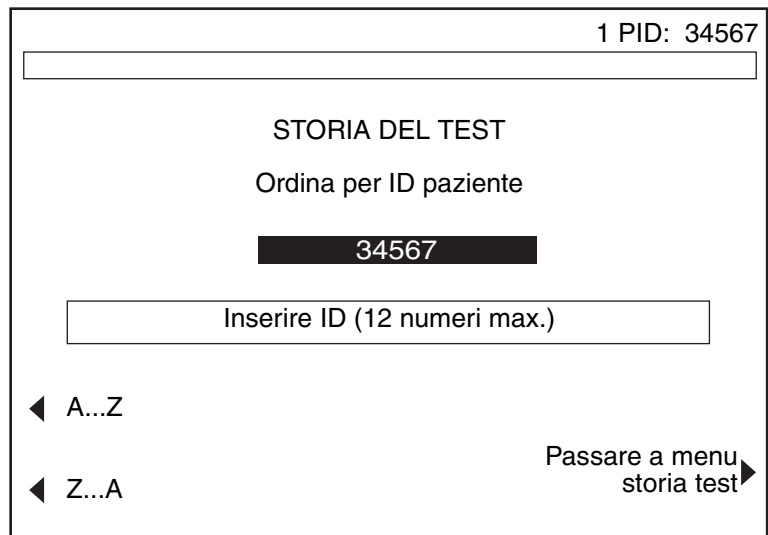 1 PID: 34567
STORIA DEL TEST
Ordina per ID paziente
34567
Inserire ID (12 numeri max.)
A...Z
Passare a menu
storia test
Z...A